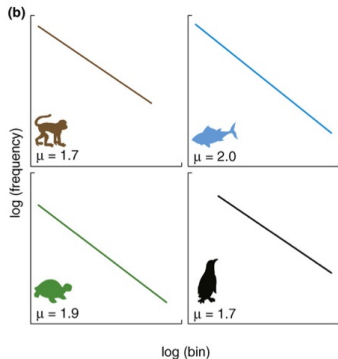 (b)
log (frequency)
μ = 1.7
μ = 2.0
μ = 1.9
μ = 1.7
log (bin)